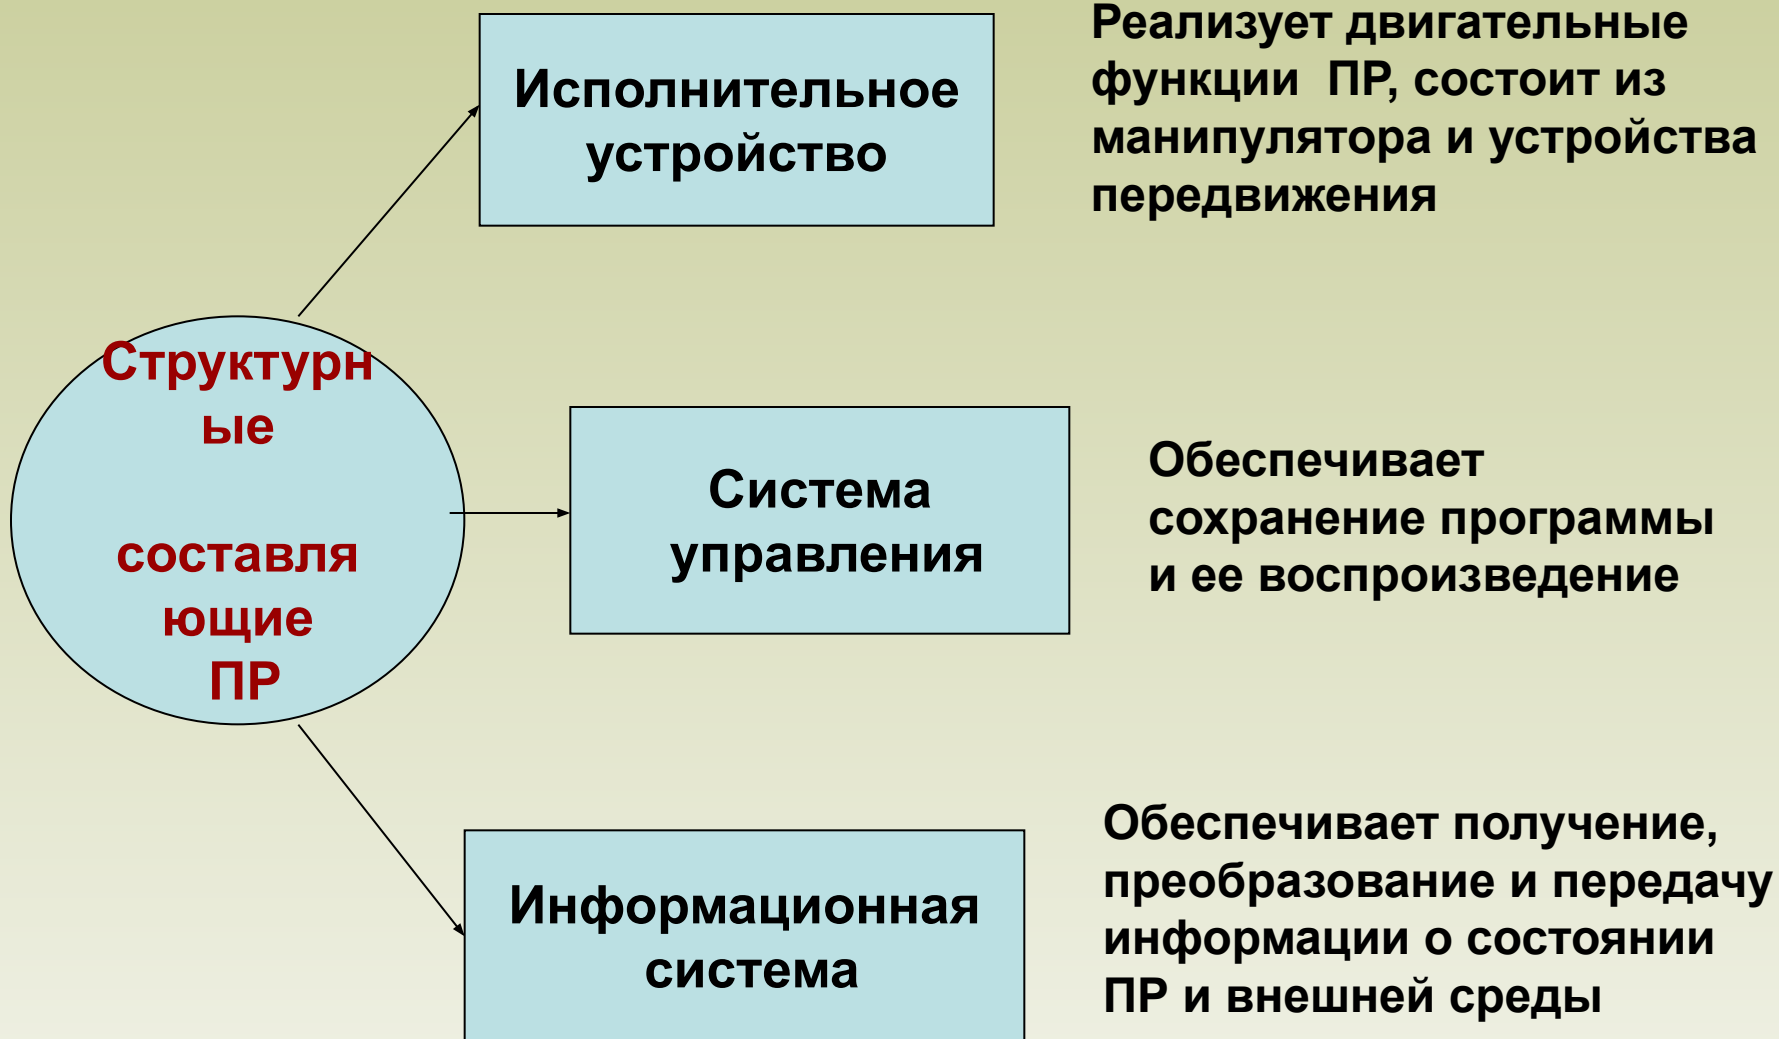 Исполнительное
устройство
Реализует двигательные
функции ПР, состоит из
манипулятора и устройства
передвижения
Структурн
ые
составля
ющие
ПР
Система
управления
Обеспечивает
сохранение программы
и ее воспроизведение
Информационная
система
Обеспечивает получение,
преобразование и передачу
информации о состоянии
ПР и внешней среды